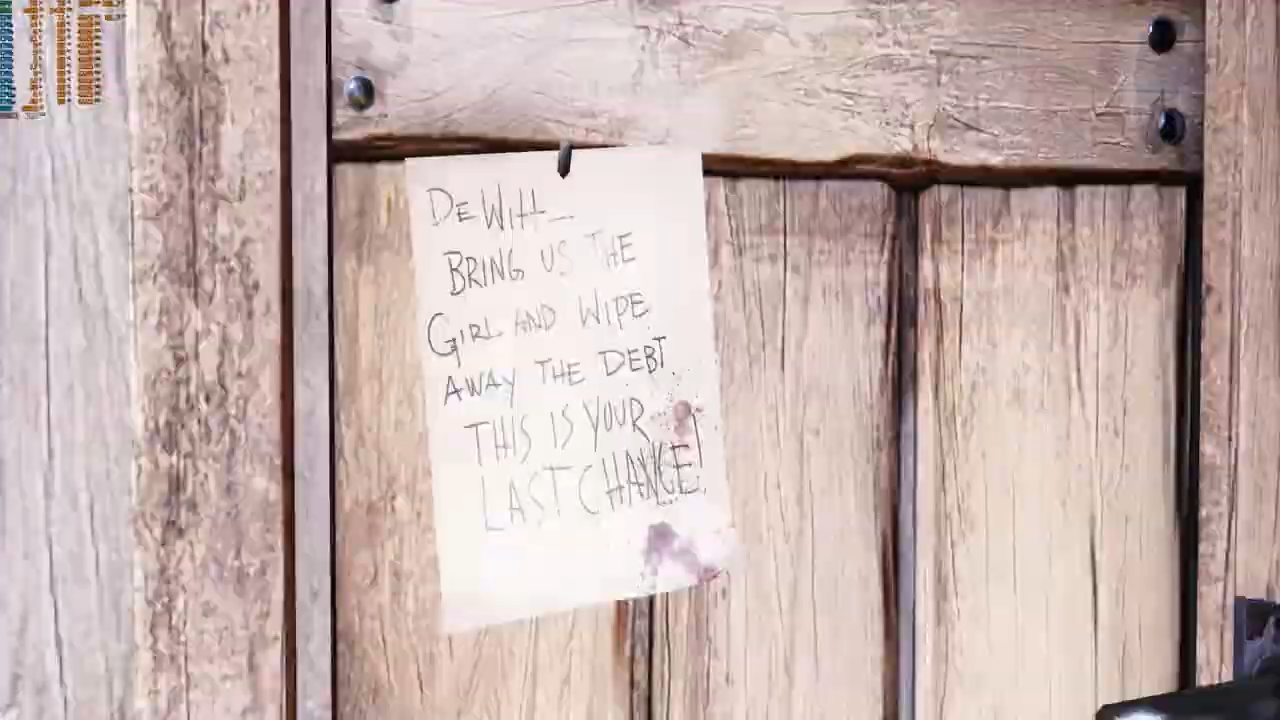 DEWITT—
BRING US THE
GIRL AND WIPE
AWAY THE DEBT.
THIS IS YOUR
LAST CHANCE!